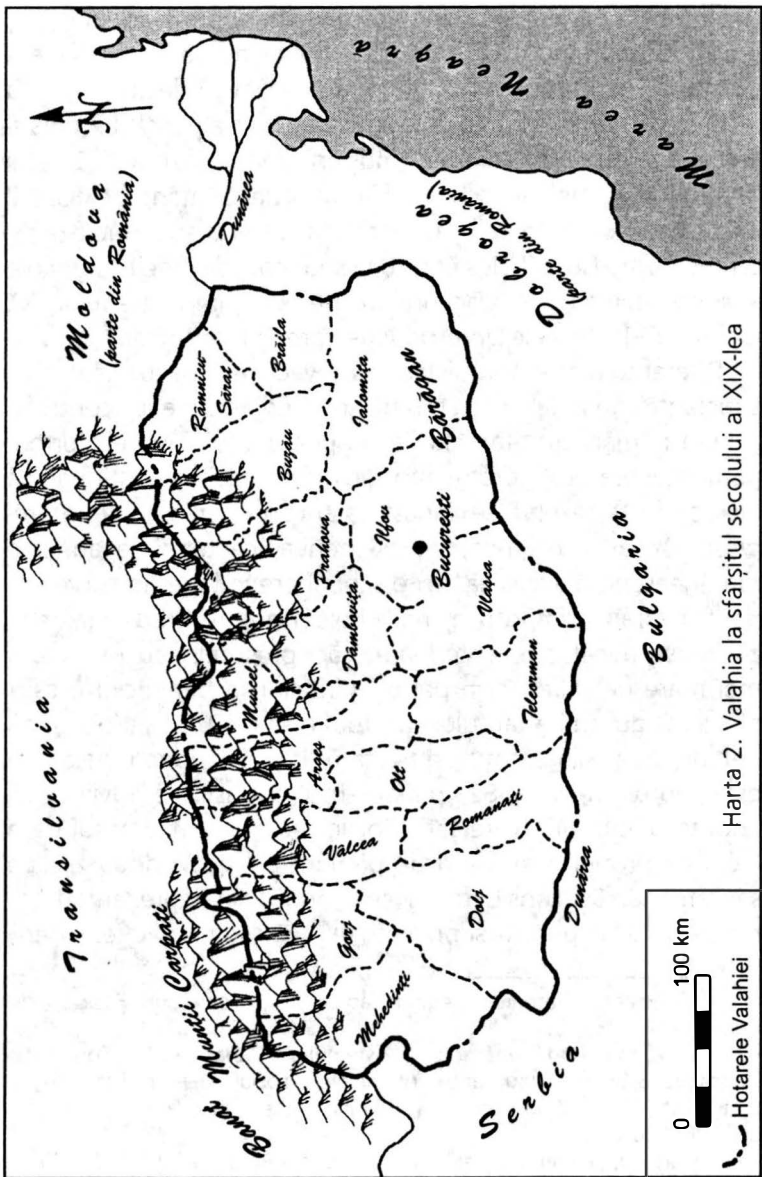 N
Transilvania
Moldova
(parte din România)
Marea Neagră
Dunărea
Banat
Munții Carpați
Râmnicu
Sărat
Brăila
Buzău
Dobrogea
(parte din România)
Prahova
Ialomița
Muscel
Dâmbovița
Ilfov
Bărăgan
Argeș
București
Vâlcea
Olt
Vlașca
Gorj
Mehedinți
Romanați
Teleorman
Dolj
Dunărea
Serbia
Bulgaria
0
100 km
Hotarele Valahiei
Harta 2. Valahia la sfârșitul secolului al XIX-lea